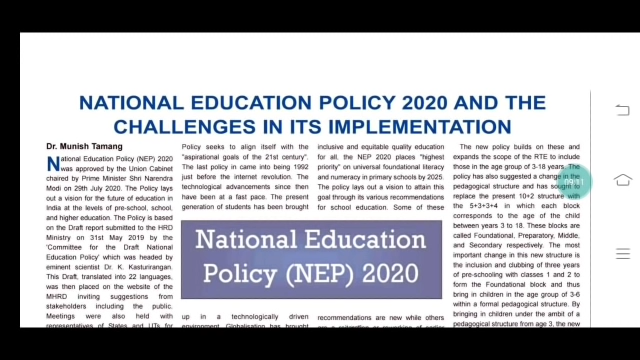 NATIONAL EDUCATION POLICY 2020 AND THE
CHALLENGES IN ITS IMPLEMENTATION
Dr. Munish Tamang
National Education Policy (NEP) 2020
was approved by the Union Cabinet
chaired by Prime Minister Shri Narendra
Modi on 29th July 2020. The Policy lays
out a vision for the future of education in
India at the levels of pre-school, school,
and higher education. The Policy is based
on the Draft report submitted to the HRD
Ministry on 31st May 2019 by the
'Committee for the Draft National
Education Policy' which was headed by
eminent scientist Dr. K. Kasturirangan.
This Draft, translated into 22 languages,
was then placed on the website of the
MHRD inviting suggestions from
stakeholders including the public.
Meetings were also held with
representatives of States and UTs for
Policy seeks to align itself with the
"aspirational goals of the 21st century".
The last policy in came into being 1992
just before the internet revolution. The
technological advances since then
have been at a fast pace. The present
generation of students has been brought
National Education
Policy (NEP) 2020
up in a technologically driven
environment. Globalisation has brought
inclusive and equitable quality education
for all, the NEP 2020 places "highest
priority" on universal foundational literacy
and numeracy in primary schools by 2025.
The policy lays out a vision to attain this
goal through its various recommendations
for school education. Some of these
recommendations are new while others
The new policy builds on these and
expands the scope of the RTE to include
those in the age group of 3-18 years. The
policy has also suggested a change in the
pedagogical structure and has sought to
replace the present 10+2 structure with
the 5+3+3+4 in which each block
corresponds to the age of the child
between years 3 to 18. These blocks are
called Foundational, Preparatory, Middle,
and Secondary respectively. The most
important change in this new structure is
the inclusion and clubbing of three years
of pre-schooling with classes 1 and 2 to
form the Foundational block and thus
bring in children in the age group of 3-6
within a formal pedagogical structure. By
bringing in children under the ambit of a
pedagogical structure from age 3, the new